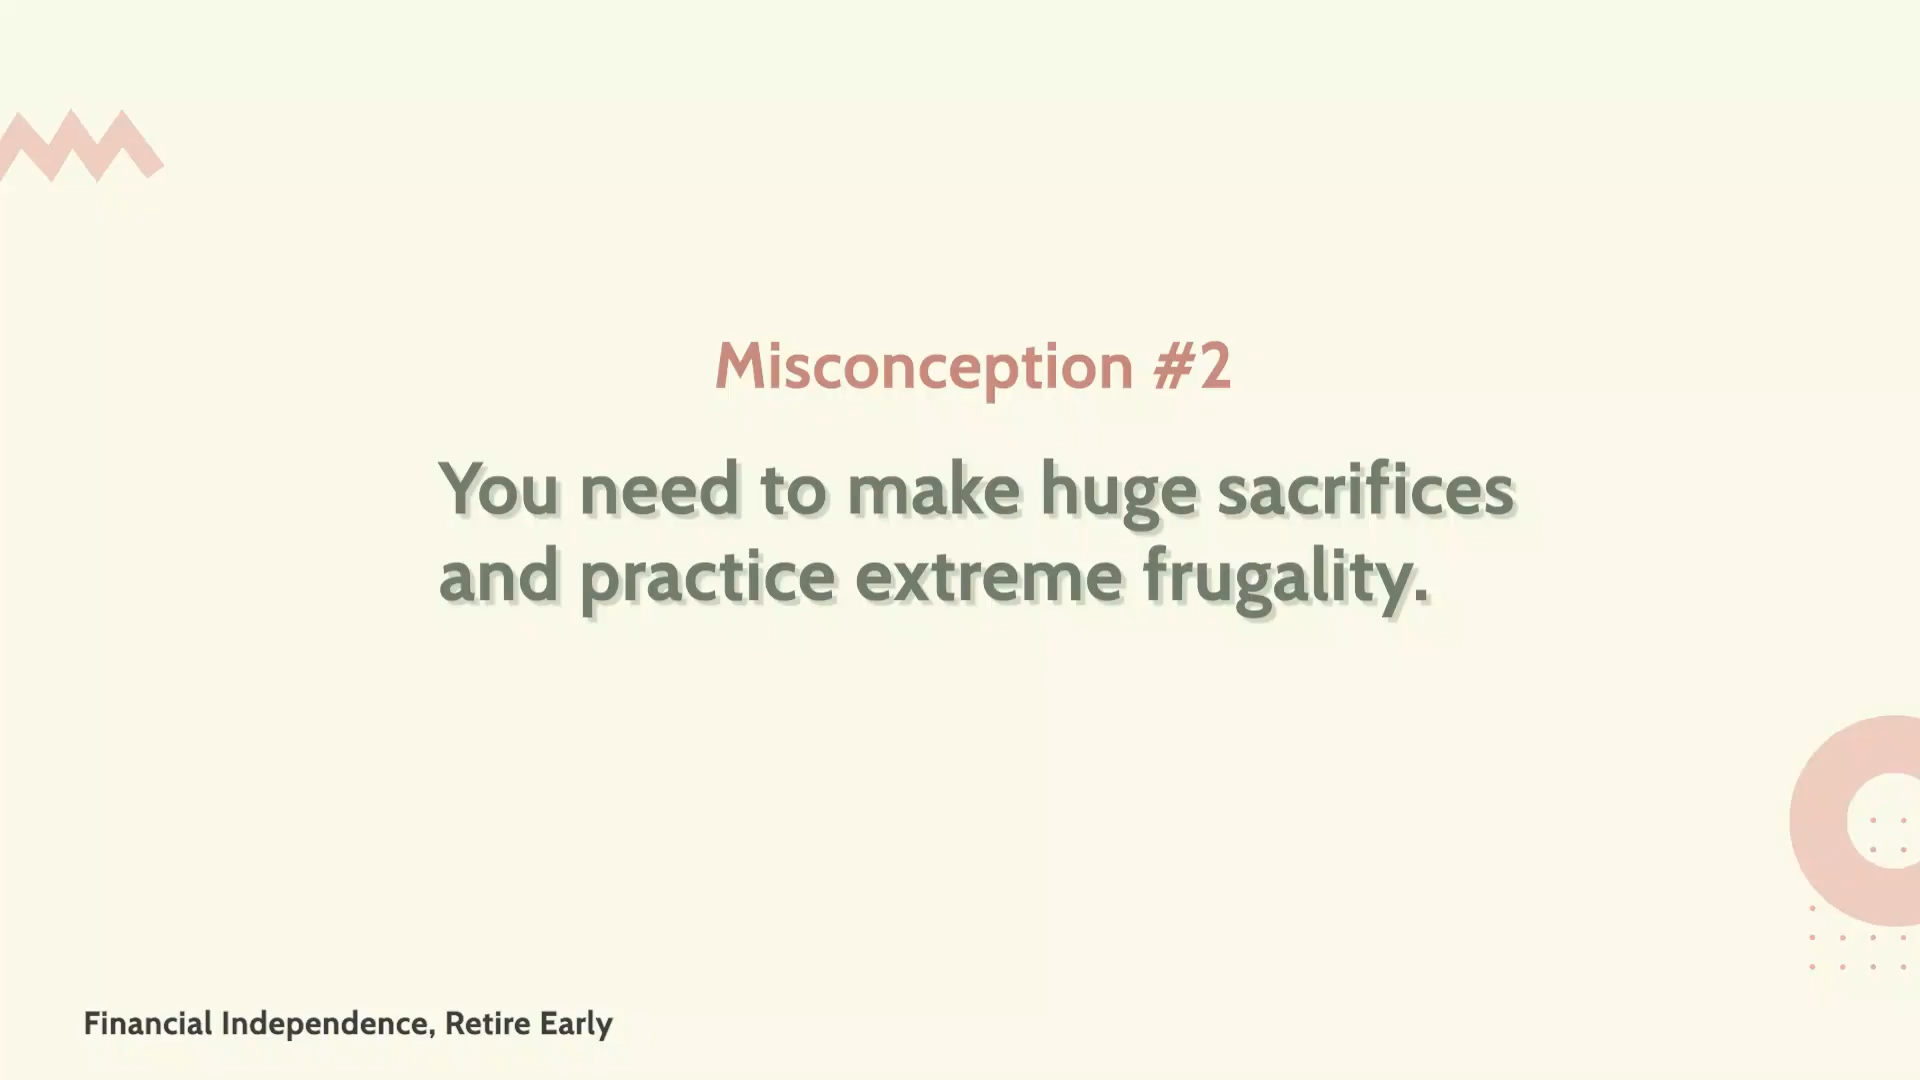 Misconception #2
You need to make huge sacrifices
and practice extreme frugality.
Financial Independence, Retire Early